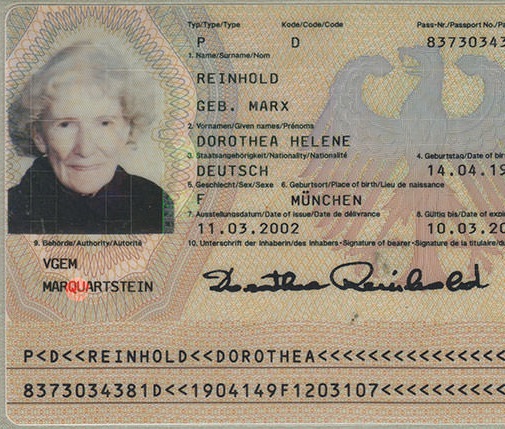 Typ/Type/Type Kode/Code/Code Pass-Nr./Passport No./Pa
P D 83730343
1. Name/Surname/Nom
REINHOLD
GEB. MARX
2. Vornamen/Given names/Prénoms
DOROTHEA HELENE
3. Staatsangehörigkeit/Nationality/Nationalité 4. Geburtstag/Date of bir
DEUTSCH 14.04.19
5. Geschlecht/Sex/Sexe 6. Geburtsort/Place of birth/Lieu de naissance
F MÜNCHEN
7. Ausstellungsdatum/Date of issue/Date de délivrance 8. Gültig bis/Date of expi
11.03.2002 10.03.20
9. Behörde/Authority/Autorité 10. Unterschrift der Inhaberin/des Inhabers-Signature of bearer-Signature de la titulaire/d
VGEM
MARQUARTSTEIN
Dorothea Reinhold
P<D<<REINHOLD<<DOROTHEA<<<<<<<<<<<<<<<<<
8373034381D<<1904149F1203107<<<<<<<<<<<